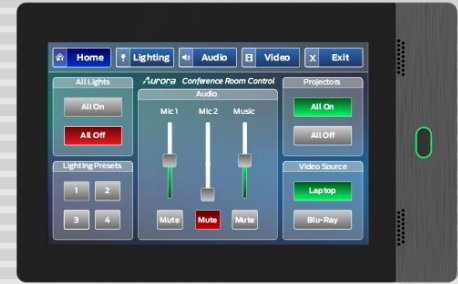 Home Lighting Audio Video X Exit
All Lights
All On
All Off
Lighting Presets
1 2
3 4
Aurora Conference Room Control
Audio
Mic 1 Mic 2 Music
Mute Mute Mute
Projectors
All On
All Off
Video Source
Laptop
Blu-Ray